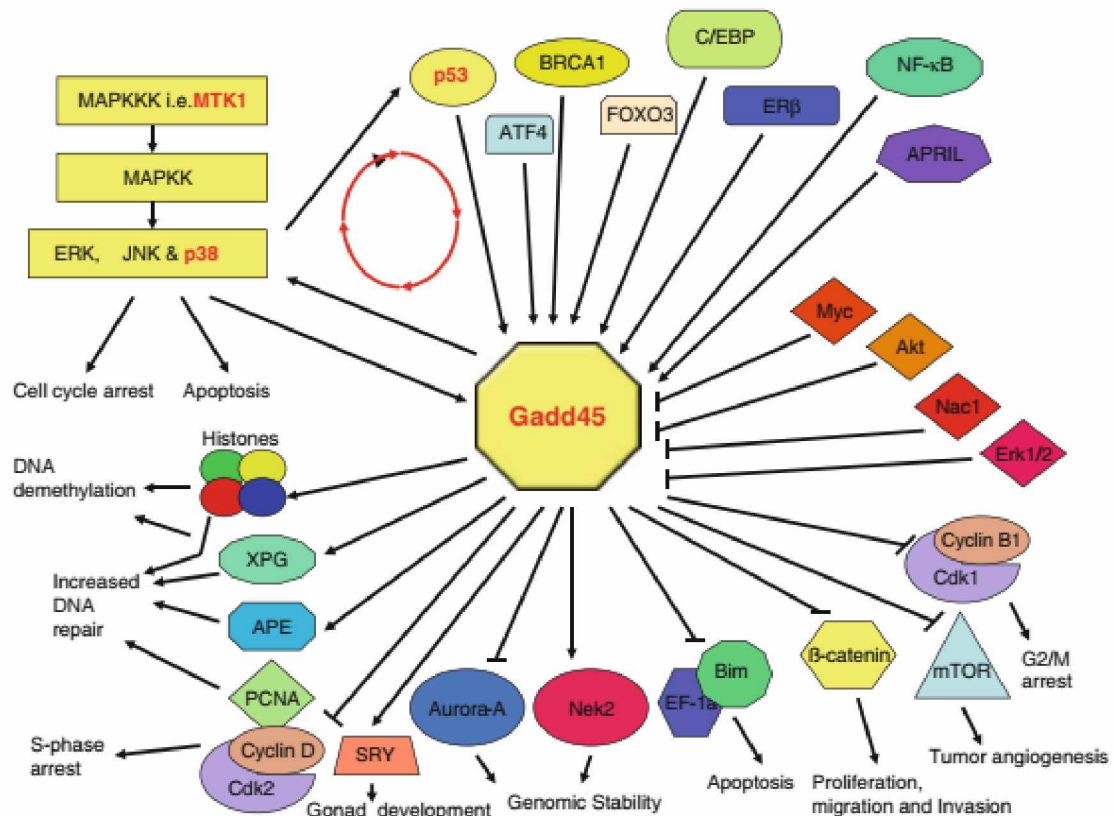 MAPKKK i.e.MTK1
MAPKK
ERK, JNK & p38
p53
ATF4
BRCA1
FOXO3
C/EBP
ERβ
NF-κB
APRIL
Myc
Akt
Nac1
Erk1/2
Cell cycle arrest
Apoptosis
Gadd45
Histones
DNA
demethylation
XPG
Increased
DNA
repair
APE
PCNA
Cyclin D
Cdk2
S-phase
arrest
SRY
Gonad development
Aurora-A
Nek2
Genomic Stability
EF-1a
Bim
Apoptosis
ß-catenin
Proliferation,
migration and Invasion
mTOR
Tumor angiogenesis
Cyclin B1
Cdk1
G2/M
arrest